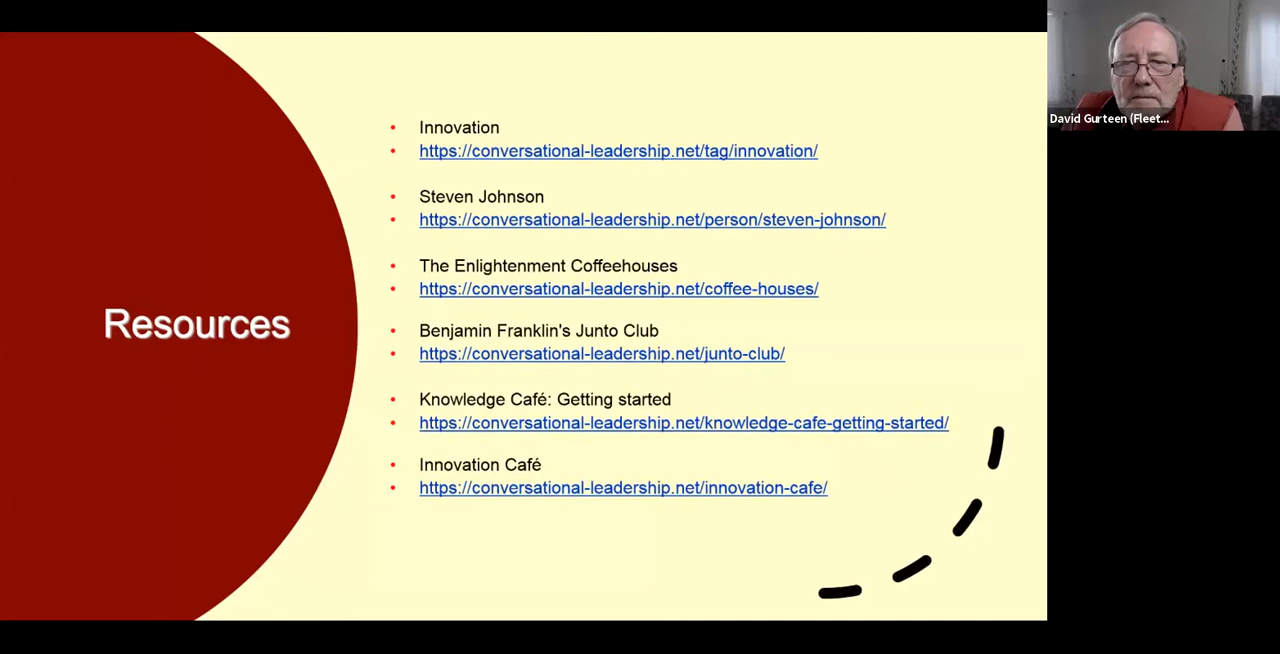 Resources
• Innovation
• https://conversational-leadership.net/tag/innovation/
• Steven Johnson
• https://conversational-leadership.net/person/steven-johnson/
• The Enlightenment Coffeehouses
• https://conversational-leadership.net/coffee-houses/
• Benjamin Franklin's Junto Club
• https://conversational-leadership.net/junto-club/
• Knowledge Café: Getting started
• https://conversational-leadership.net/knowledge-cafe-getting-started/
• Innovation Café
• https://conversational-leadership.net/innovation-cafe/
David Gurteen (Fleet...